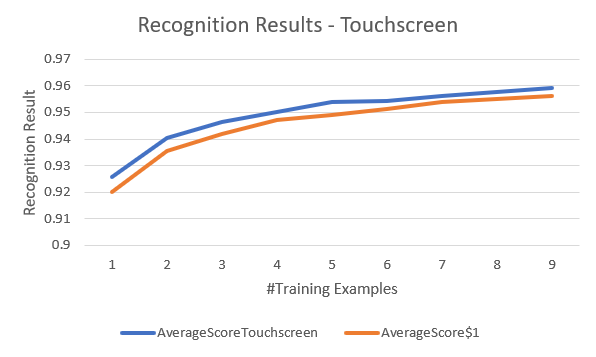 Recognition Results - Touchscreen
0.97
0.96
0.95
0.94
0.93
0.92
0.91
0.9
Recognition Result
1 2 3 4 5 6 7 8 9
#Training Examples
AverageScoreTouchscreen AverageScore$1